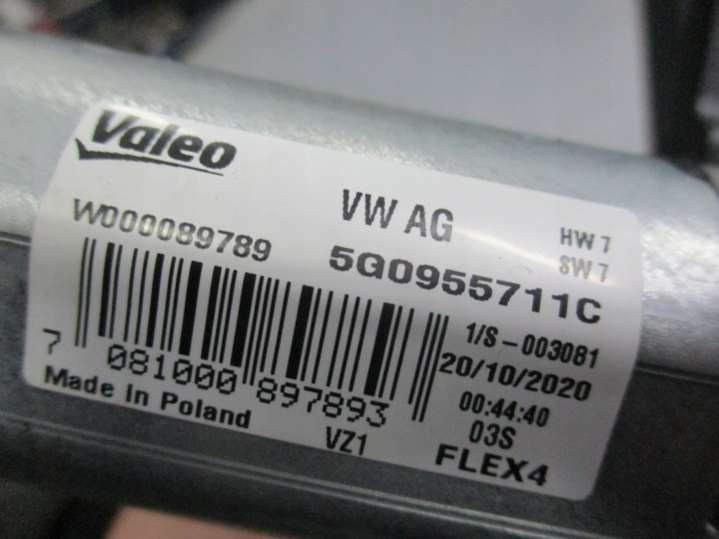 Valeo
VW AG
HW 7
SW 7
W000089789
5G0955711C
1/S - 003081
20/10/2020
00:44:40
03S
7 081000 897893
Made In Poland
VZ1
FLEX4